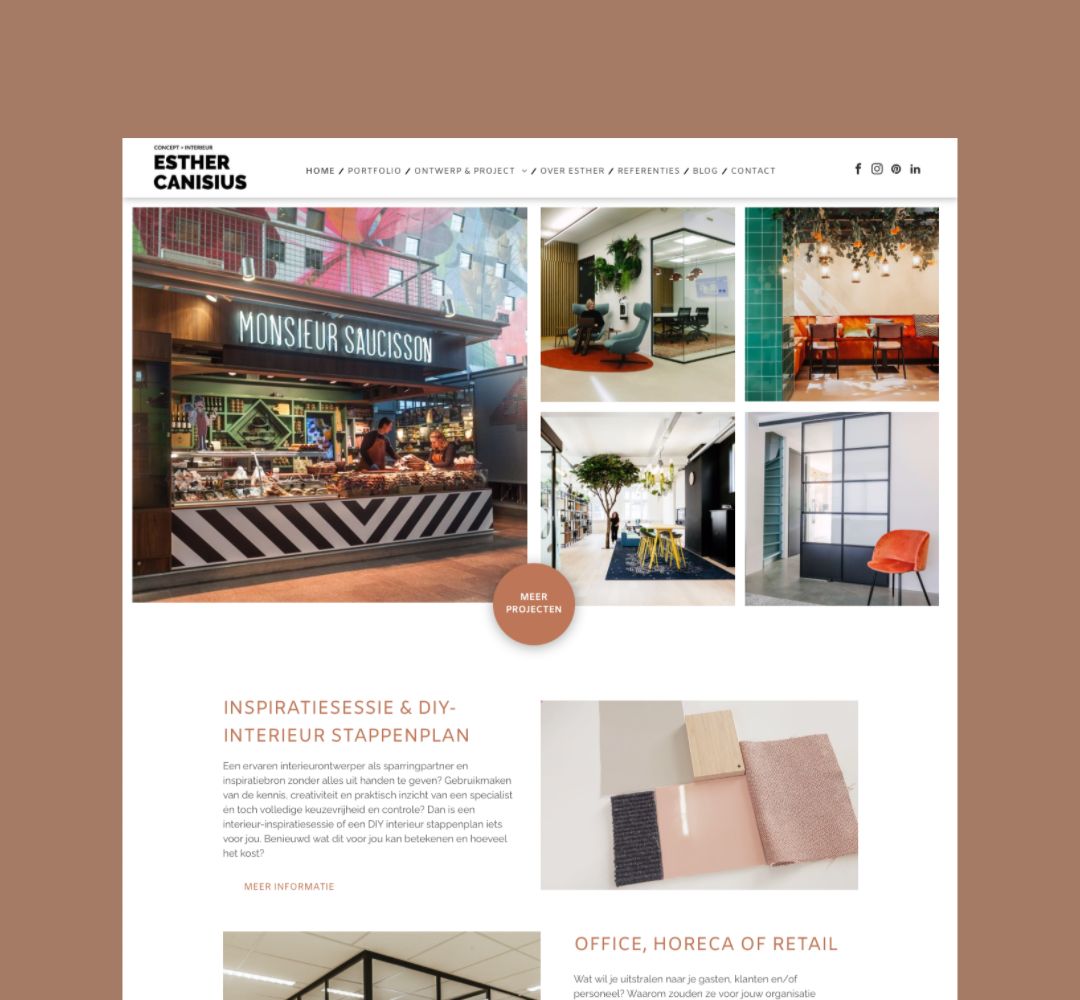 CONCEPT + INTERIEUR
ESTHER
CANISIUS
HOME / PORTFOLIO / ONTWERP & PROJECT / OVER ESTHER / REFERENTIES / BLOG / CONTACT
MONSIEUR SAUCISSON
MEER
PROJECTEN
INSPIRATIESESSIE & DIY-
INTERIEUR STAPPENPLAN
Een ervaren interieurontwerper als sparringpartner en
inspiratiebron zonder alles uit handen te geven? Gebruikmaken
van de kennis, creativiteit en praktisch inzicht van een specialist
én toch volledige keuzevrijheid en controle? Dan is een
interieur-inspiratiesessie of een DIY interieur stappenplan iets
voor jou. Benieuwd wat dit voor jou kan betekenen en hoeveel
het kost?
MEER INFORMATIE
OFFICE, HORECA OF RETAIL
Wat wil je uitstralen naar je gasten, klanten en/of
personeel? Waarom zouden ze voor jouw organisatie